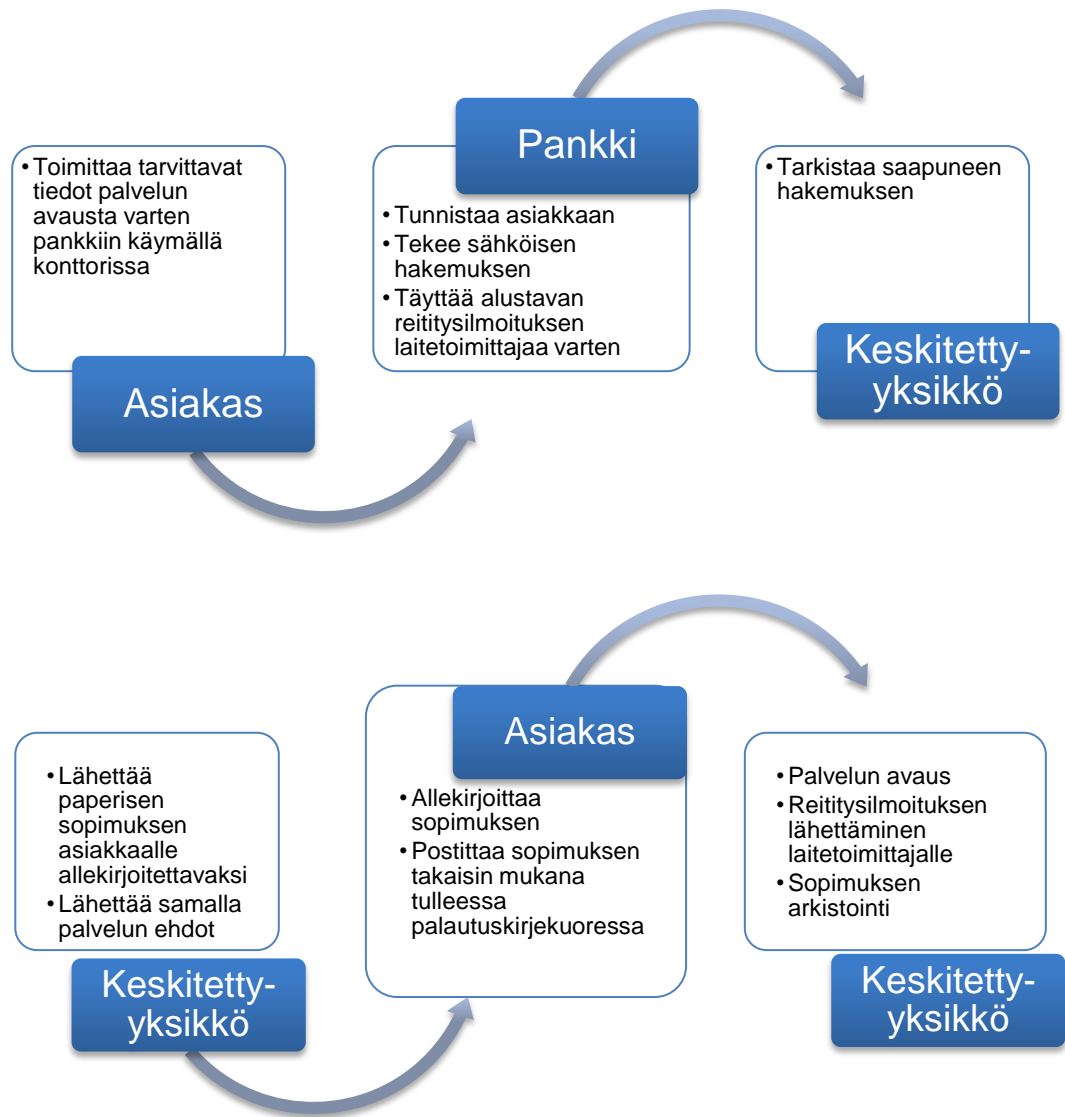 • Toimittaa tarvittavat
tiedot palvelun
avausta varten
pankkiin käymällä
konttorissa
Asiakas
Pankki
• Tunnistaa asiakkaan
• Tekee sähköisen
hakemuksen
• Täyttää alustavan
reititysilmoituksen
laitetoimittajaa varten
• Tarkistaa saapuneen
hakemuksen
Keskitetty-
yksikkö
• Lähettää
paperisen
sopimuksen
asiakkaalle
allekirjoitettavaksi
• Lähettää samalla
palvelun ehdot
Keskitetty-
yksikkö
Asiakas
• Allekirjoittaa
sopimuksen
• Postittaa sopimuksen
takaisin mukana
tulleessa
palautuskirjekuoressa
• Palvelun avaus
• Reititysilmoituksen
lähettäminen
laitetoimittajalle
• Sopimuksen
arkistointi
Keskitetty-
yksikkö